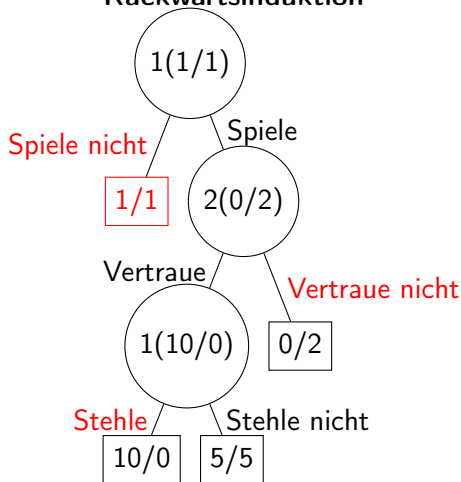 Rückwärtsinduktion
1(1/1)
Spiele nicht
Spiele
1/1
2(0/2)
Vertraue
Vertraue nicht
1(10/0)
0/2
Stehle
Stehle nicht
10/0
5/5